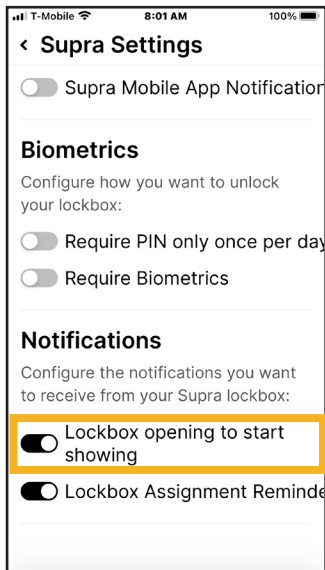 T-Mobile 8:01 AM 100%
< Supra Settings
Supra Mobile App Notification
Biometrics
Configure how you want to unlock
your lockbox:
Require PIN only once per day
Require Biometrics
Notifications
Configure the notifications you want
to receive from your Supra lockbox:
Lockbox opening to start
showing
Lockbox Assignment Reminde